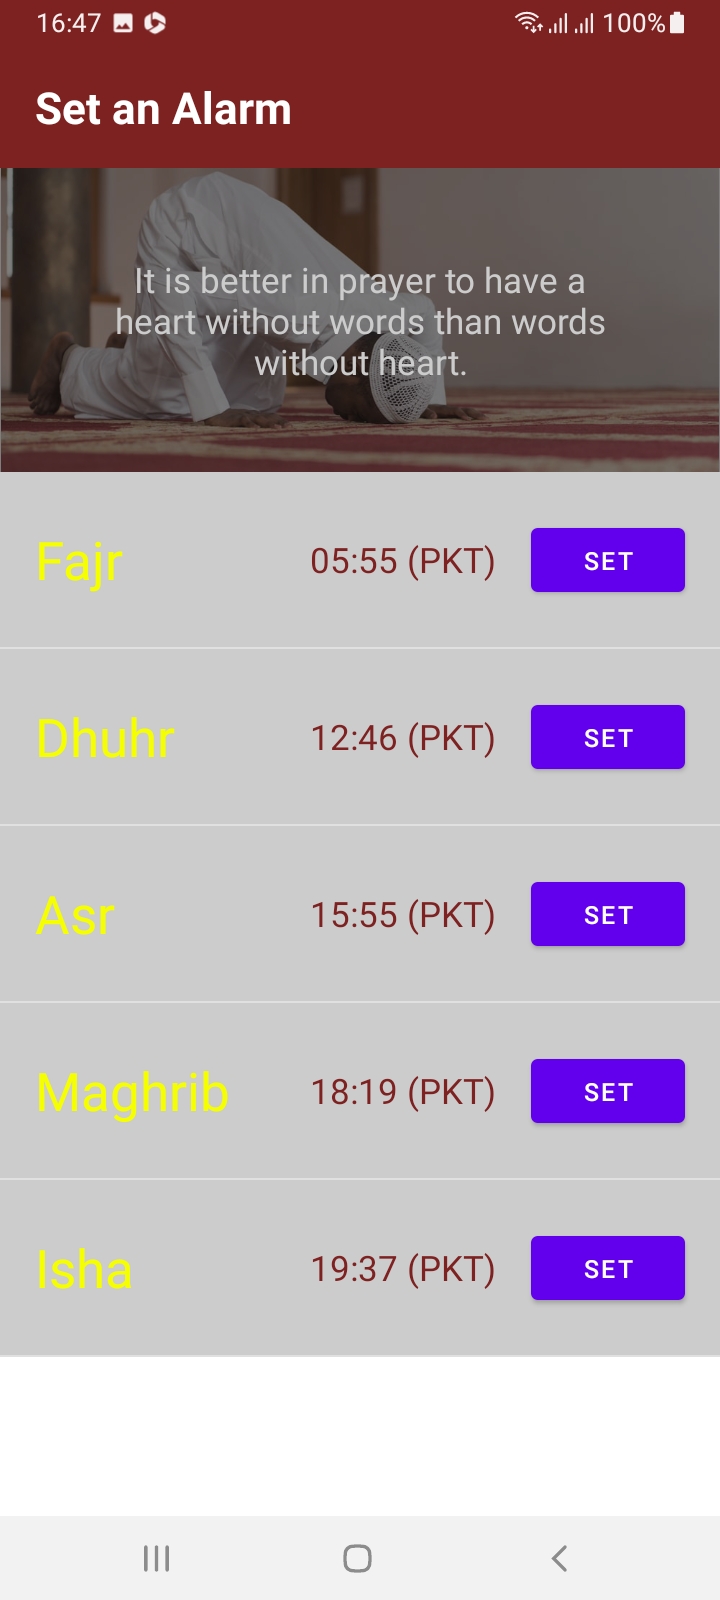 16:47 100%
Set an Alarm
It is better in prayer to have a
heart without words than words
without heart.
Fajr 05:55 (PKT) SET
Dhuhr 12:46 (PKT) SET
Asr 15:55 (PKT) SET
Maghrib 18:19 (PKT) SET
Isha 19:37 (PKT) SET